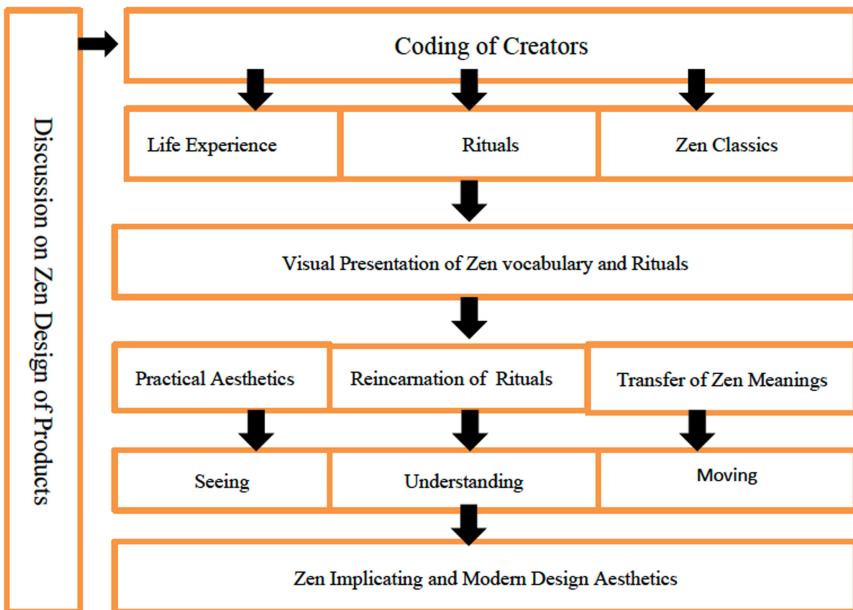 Discussion on Zen Design of Products
Coding of Creators
Life Experience
Rituals
Zen Classics
Visual Presentation of Zen vocabulary and Rituals
Practical Aesthetics
Reincarnation of Rituals
Transfer of Zen Meanings
Seeing
Understanding
Moving
Zen Implicating and Modern Design Aesthetics